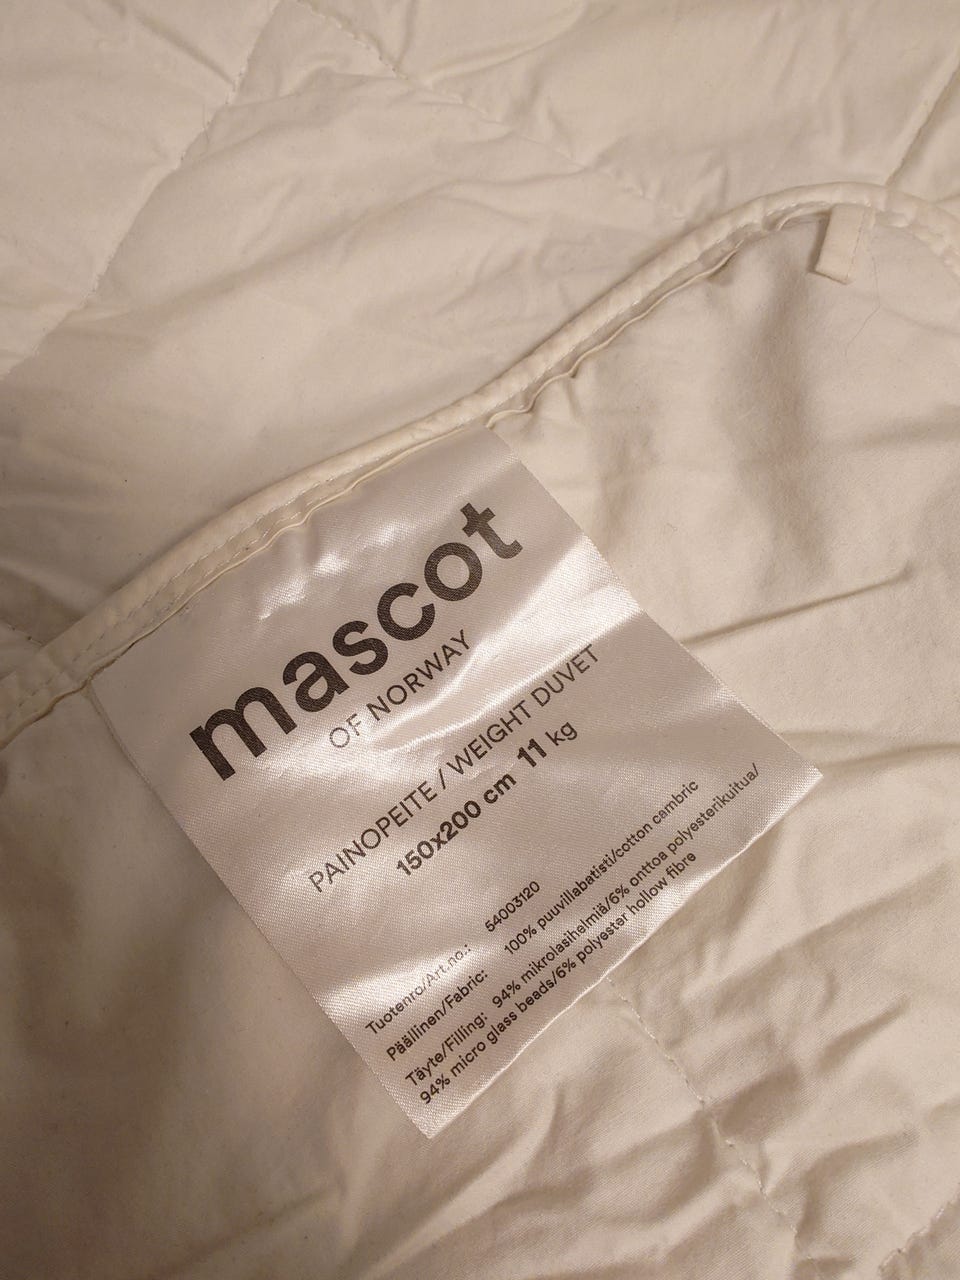 mascot
OF NORWAY
PAINOPEITE / WEIGHT DUVET
150x200 cm 11 kg
Tuotenro/Art.no.: 54003120
Päällinen/Fabric: 100% puuvillabatisti/cotton cambric
Täyte/Filling: 94% mikrolasihelmiä/6% onttoa polyesterikuitua/
94% micro glass beads/6% polyester hollow fibre